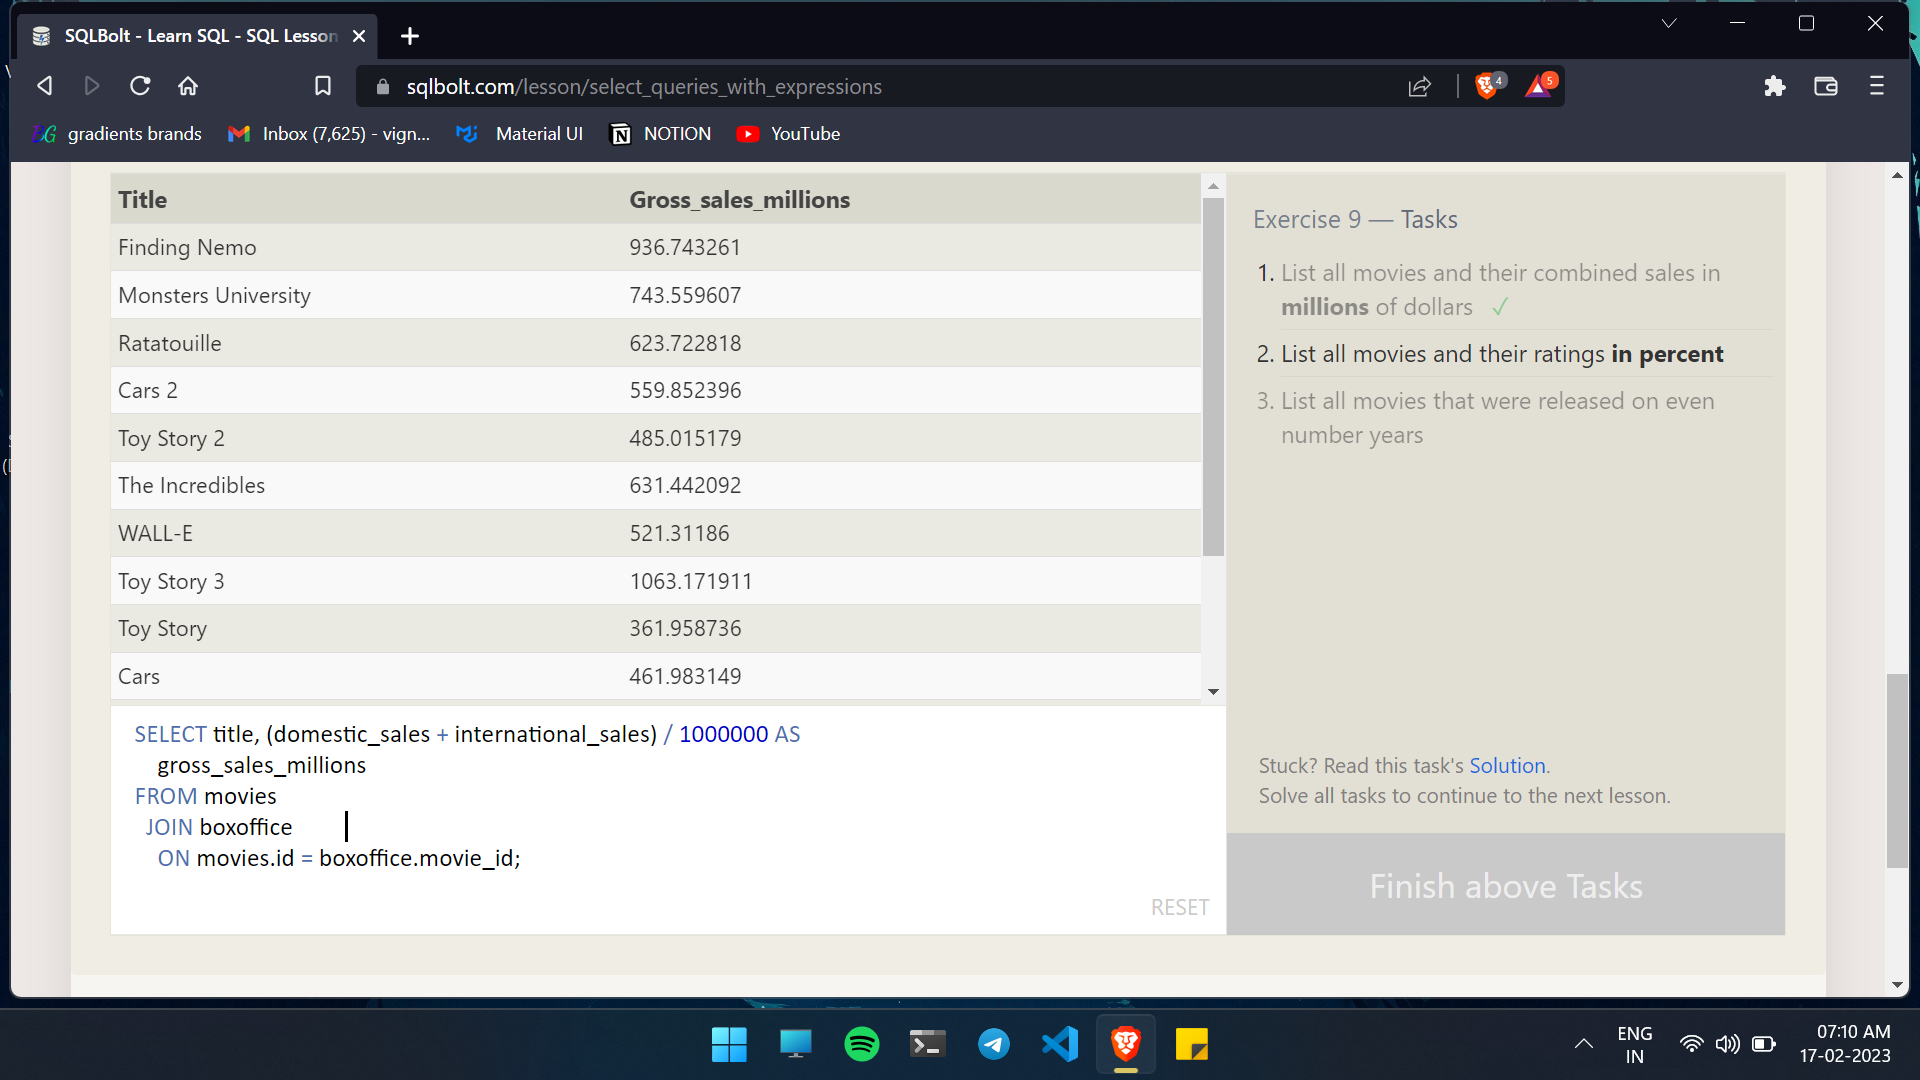 SQLBolt - Learn SQL - SQL Lesson
sqlbolt.com/lesson/select_queries_with_expressions
4
5
BG gradients brands
Inbox (7,625) - vign...
Material UI
NOTION
YouTube
Title Gross_sales_millions
Finding Nemo 936.743261
Monsters University 743.559607
Ratatouille 623.722818
Cars 2 559.852396
Toy Story 2 485.015179
The Incredibles 631.442092
WALL-E 521.31186
Toy Story 3 1063.171911
Toy Story 361.958736
Cars 461.983149
SELECT title, (domestic_sales + international_sales) / 1000000 AS
gross_sales_millions
FROM movies
JOIN boxoffice
ON movies.id = boxoffice.movie_id;
RESET
Exercise 9 — Tasks
1. List all movies and their combined sales in
millions of dollars ✓
2. List all movies and their ratings in percent
3. List all movies that were released on even
number years
Stuck? Read this task's Solution.
Solve all tasks to continue to the next lesson.
Finish above Tasks
ENG
IN
07:10 AM
17-02-2023